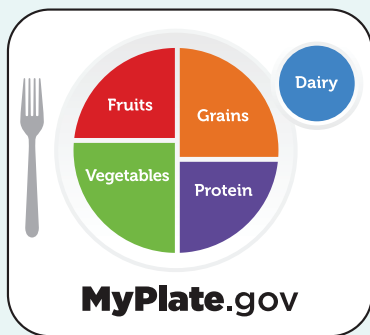 Fruits
Grains
Dairy
Vegetables
Protein
MyPlate.gov